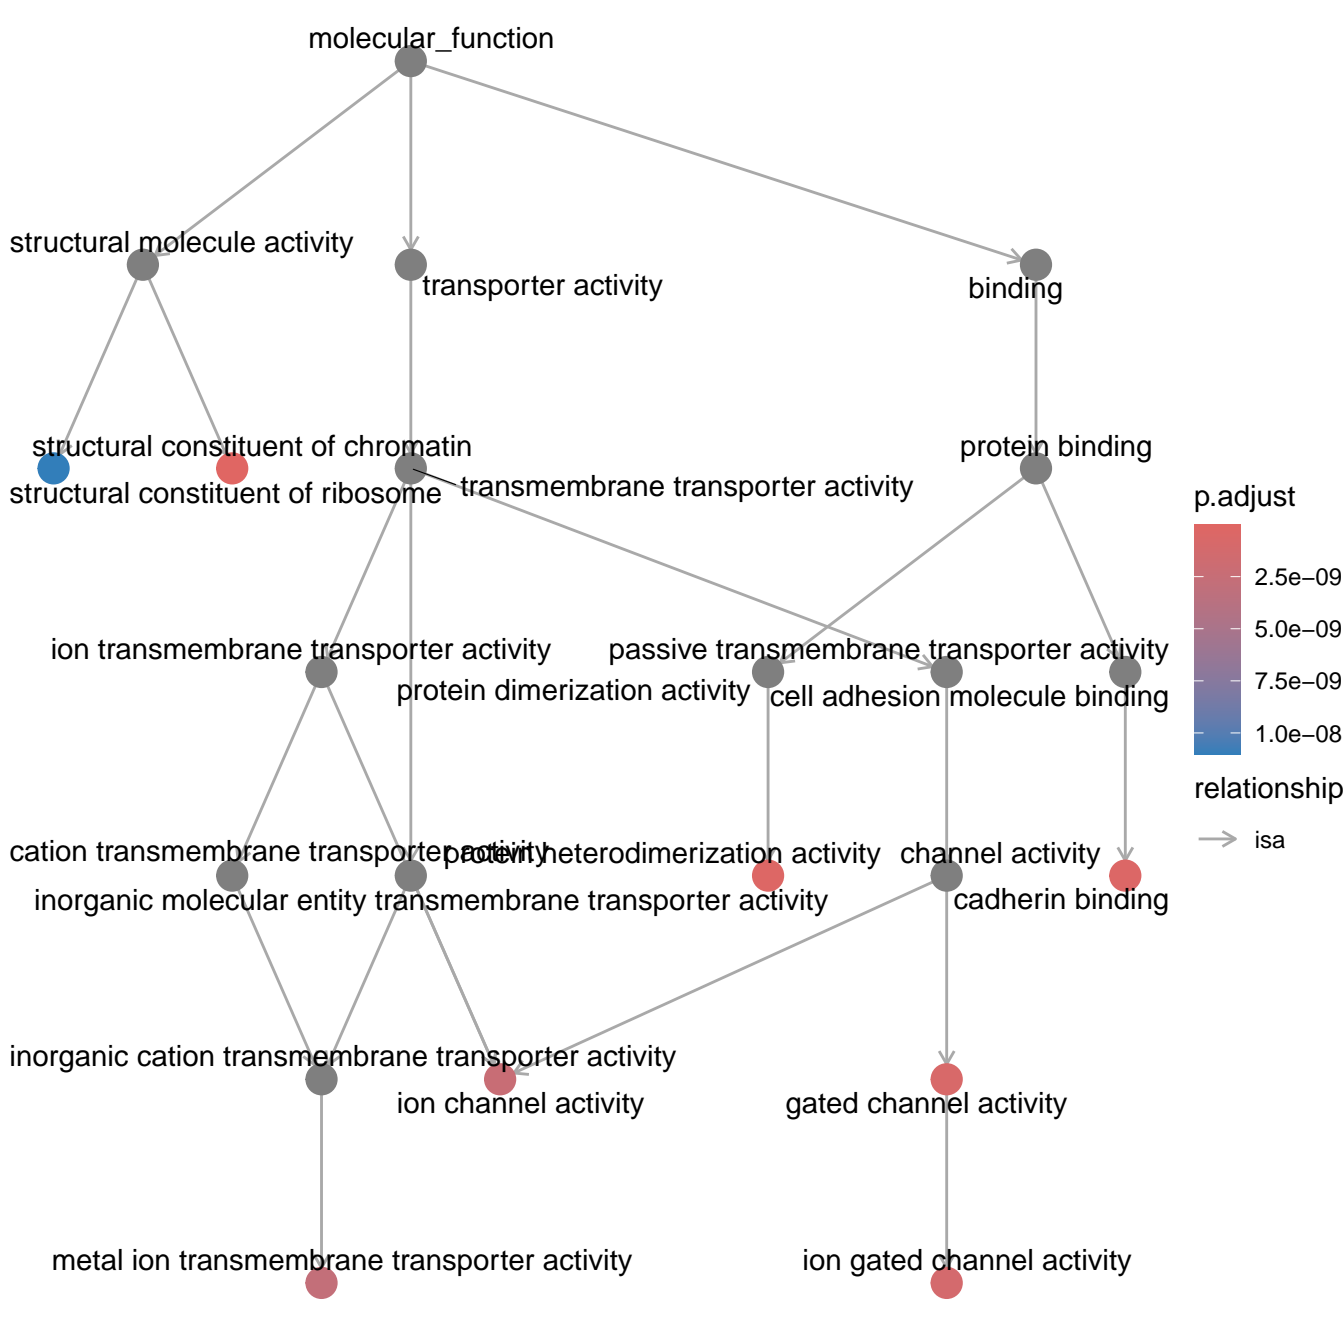 molecular_function
structural molecule activity
transporter activity
binding
structural constituent of chromatin
protein binding
structural constituent of ribosome
transmembrane transporter activity
p.adjust
2.5e−09
5.0e−09
7.5e−09
1.0e−08
relationship
isa
ion transmembrane transporter activity
passive transmembrane transporter activity
protein dimerization activity
cell adhesion molecule binding
cation transmembrane transporter activity
protein heterodimerization activity
channel activity
inorganic molecular entity transmembrane transporter activity
cadherin binding
inorganic cation transmembrane transporter activity
ion channel activity
gated channel activity
metal ion transmembrane transporter activity
ion gated channel activity